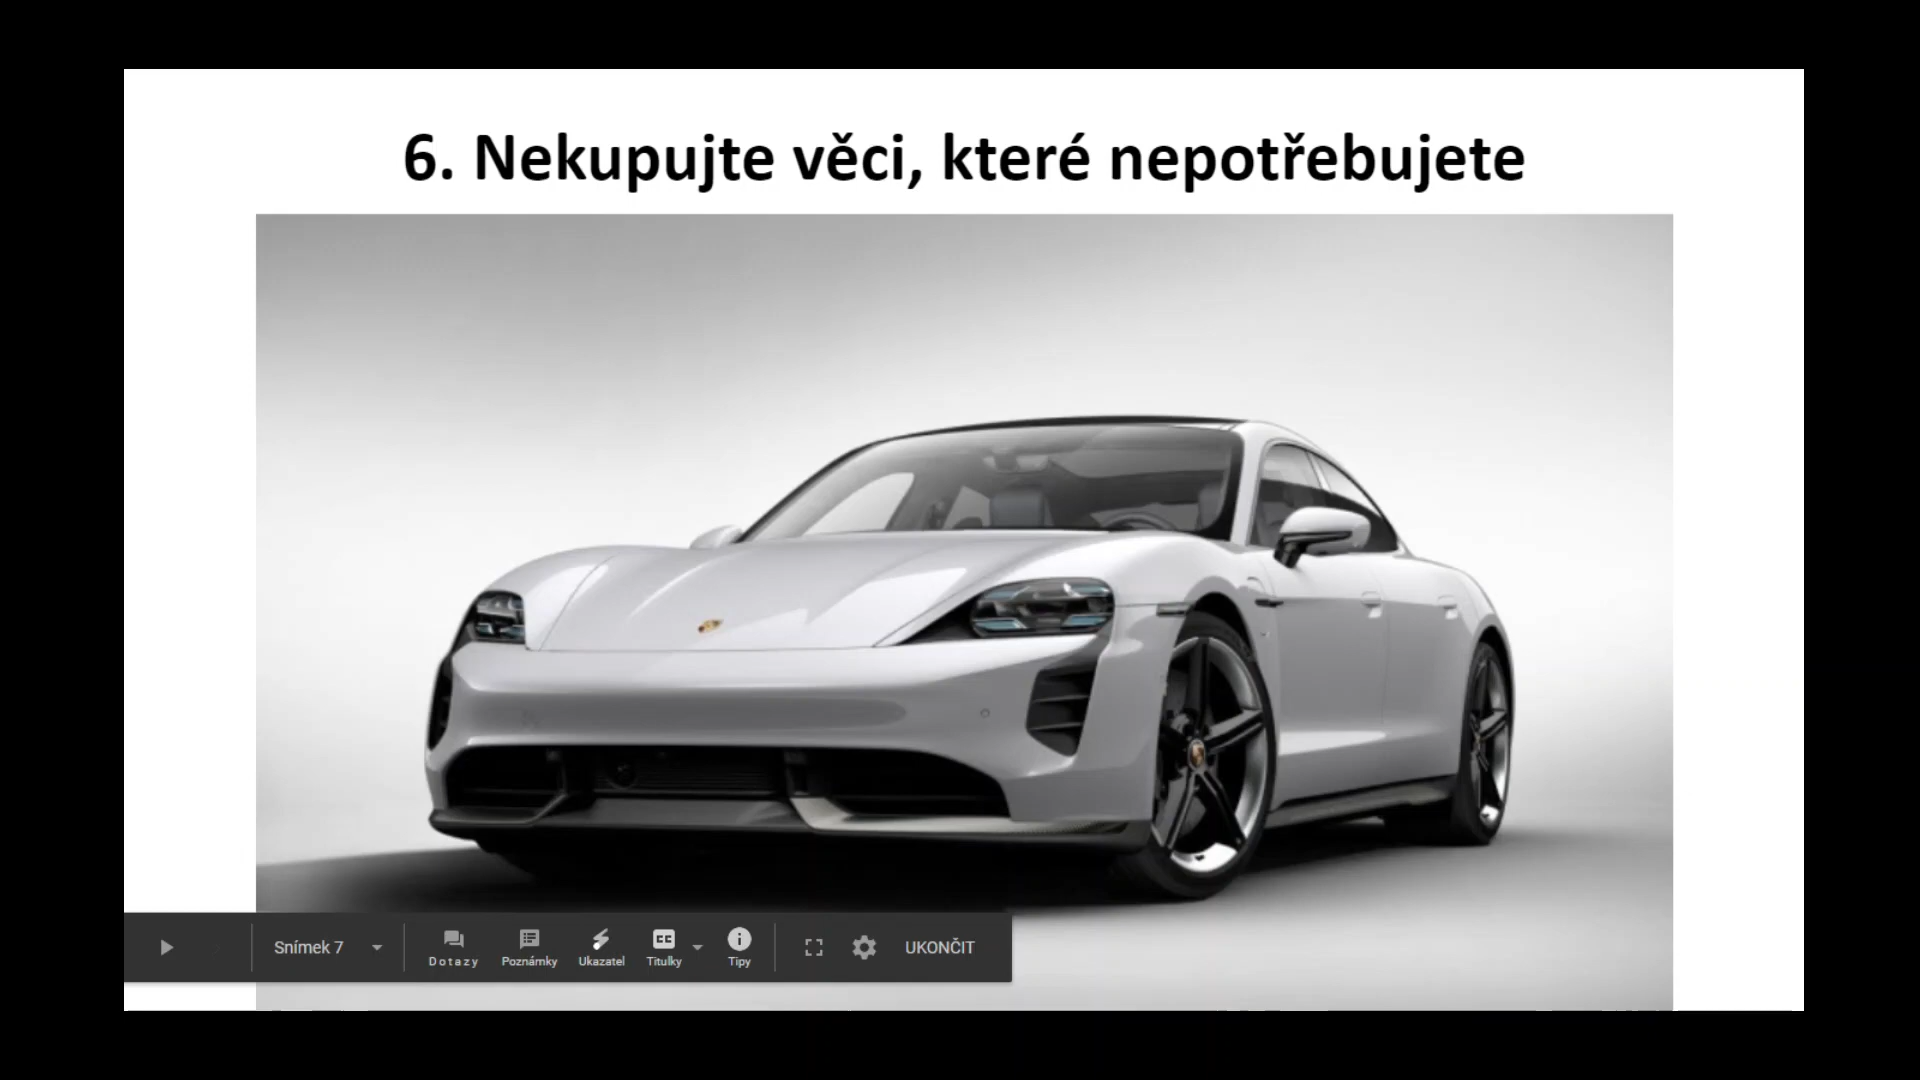 6. Nekupujte věci, které nepotřebujete
Snímek 7
Dotazy
Poznámky
Ukazatel
Titulky
Tipy
UKONČIT